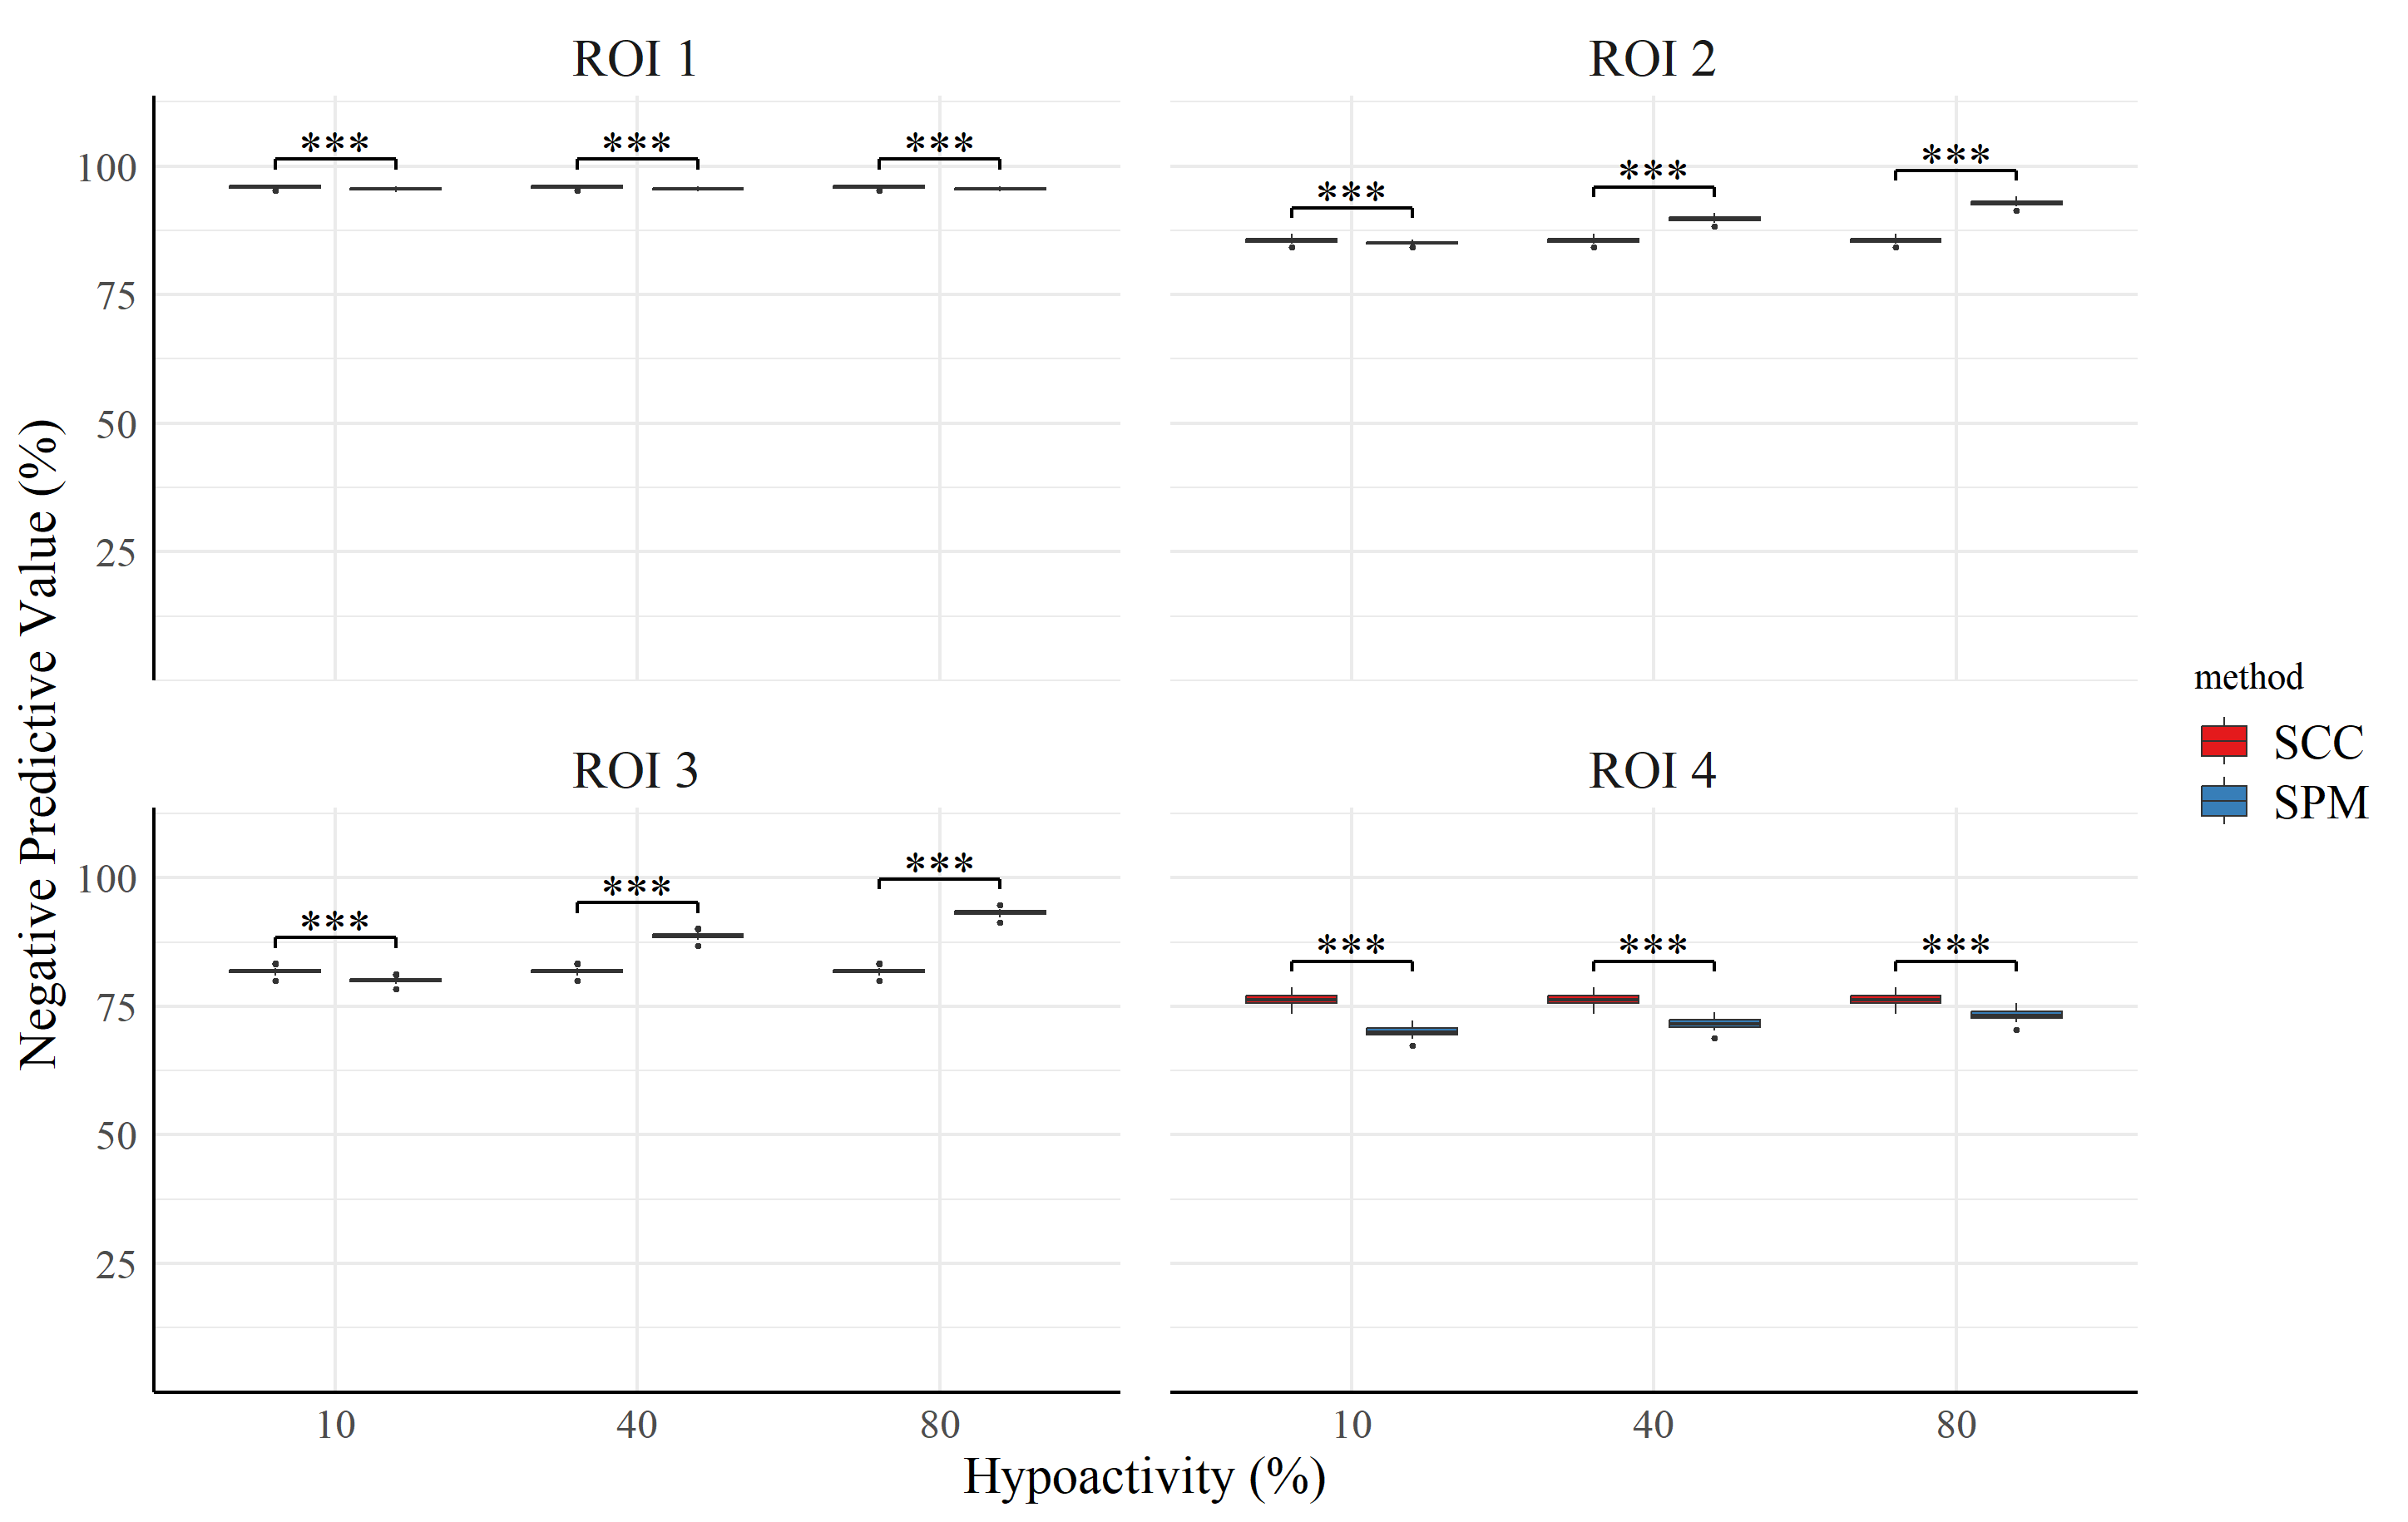 ROI 1
ROI 2
*** *** ***
*** *** ***
100
75
50
25
Negative Predictive Value (%)
ROI 3
ROI 4
*** *** ***
*** *** ***
100
75
50
25
10 40 80
10 40 80
Hypoactivity (%)
method
SCC
SPM